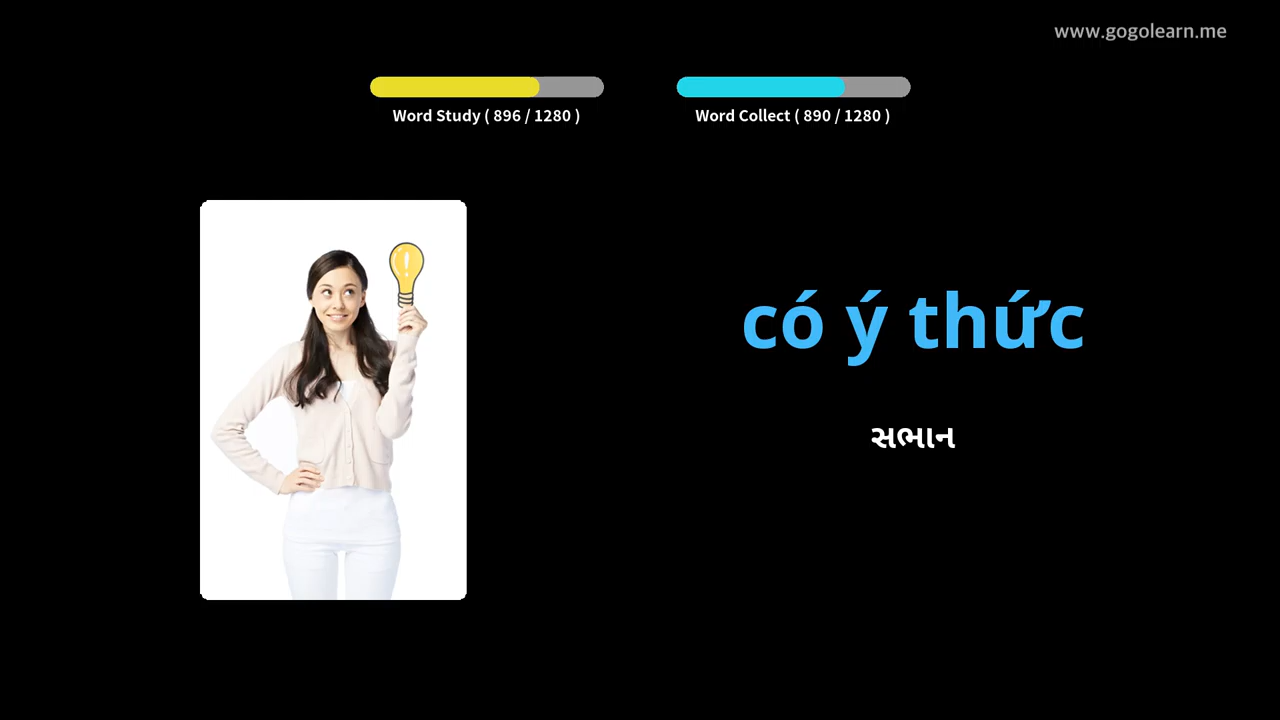 www.gogolearn.me
Word Study ( 896 / 1280 )
Word Collect ( 890 / 1280 )
có ý thức
સભાન